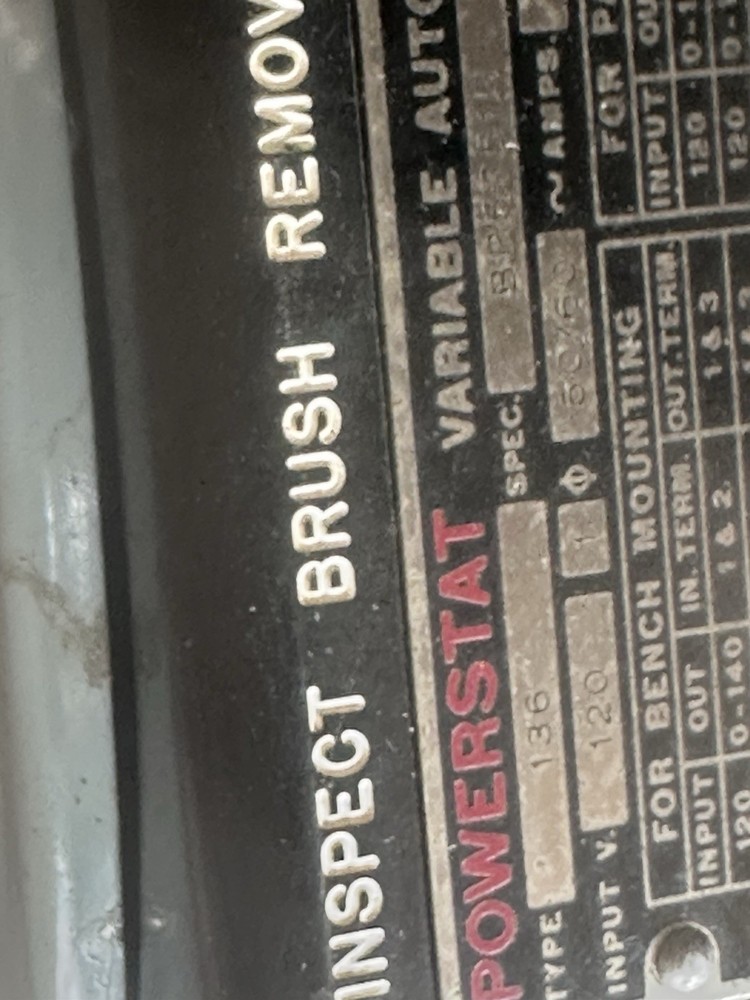 INSPECT BRUSH REMOV
POWERSTAT VARIABLE AUTO
TYPE 136 SPEC.
INPUT V. 120 1 Φ 50/60 ~ AMPS.
FOR BENCH MOUNTING
INPUT OUT IN. TERM. OUT. TERM.
120 0-140 1 & 2 1 & 3
FOR PA
INPUT OU
120 0-1
120 0-1